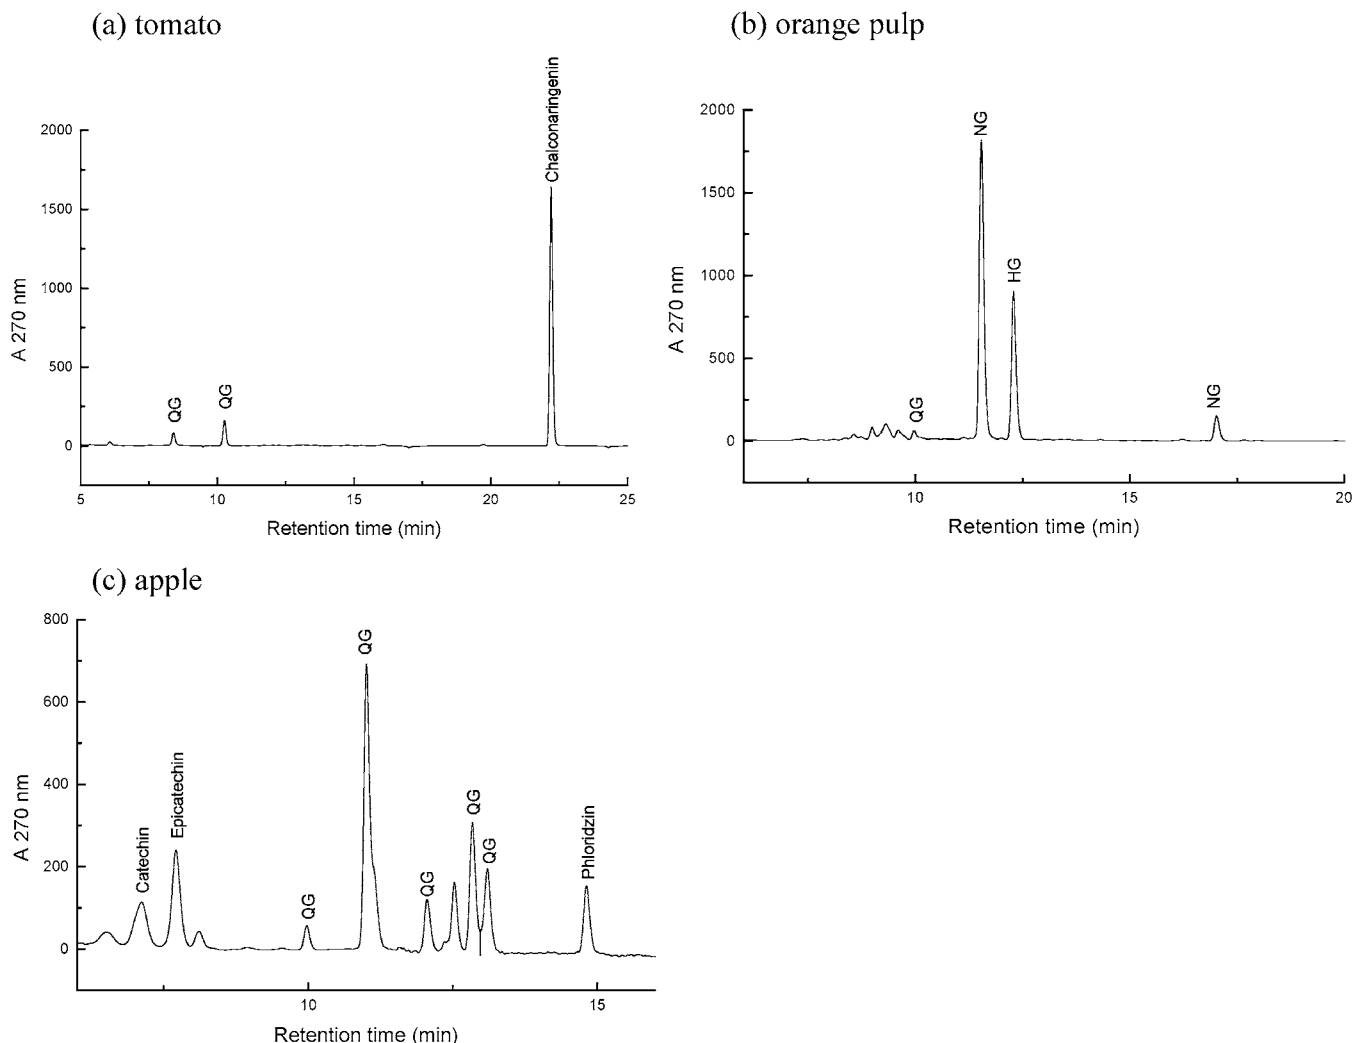 (a) tomato
(b) orange pulp
Chalconaringenin
2000
1500
1000
500
0
A 270 nm
QG
QG
5
10
15
20
25
Retention time (min)
2000
1500
1000
500
0
A 270 nm
QG
NG
HG
NG
10
15
20
Retention time (min)
(c) apple
800
600
400
200
0
A 270 nm
Catechin
Epicatechin
QG
QG
QG
QG
QG
Phloridzin
10
15
Retention time (min)